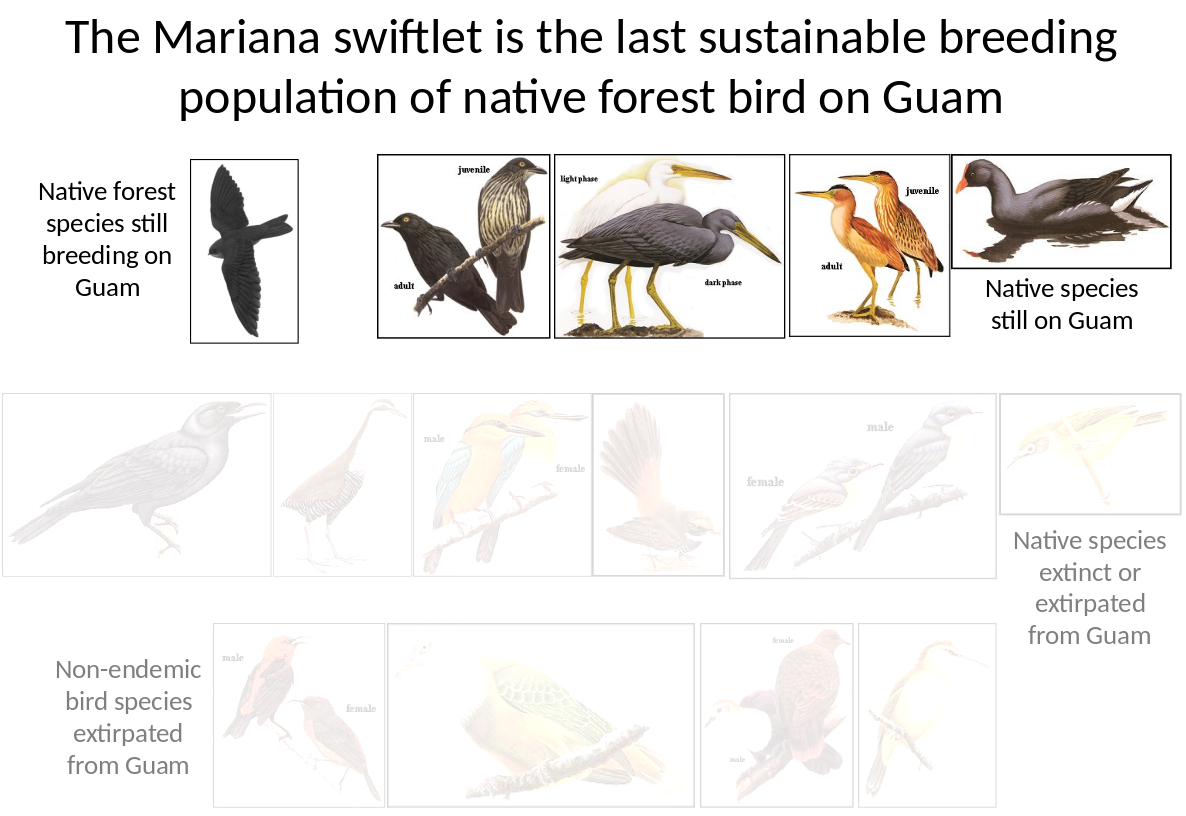 The Mariana swiftlet is the last sustainable breeding
population of native forest bird on Guam
Native forest
species still
breeding on
Guam
juvenile
adult
light phase
dark phase
juvenile
adult
Native species
still on Guam
male
female
male
female
Native species
extinct or
extirpated
from Guam
Non-endemic
bird species
extirpated
from Guam
male
female
female
male